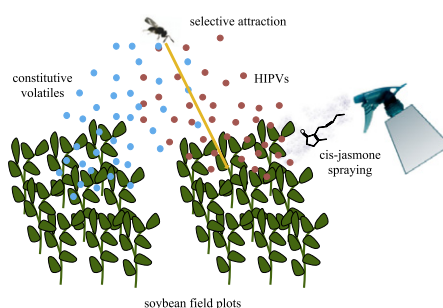 selective attraction
constitutive
volatiles
HIPVs
cis-jasmone
spraying
soybean field plots